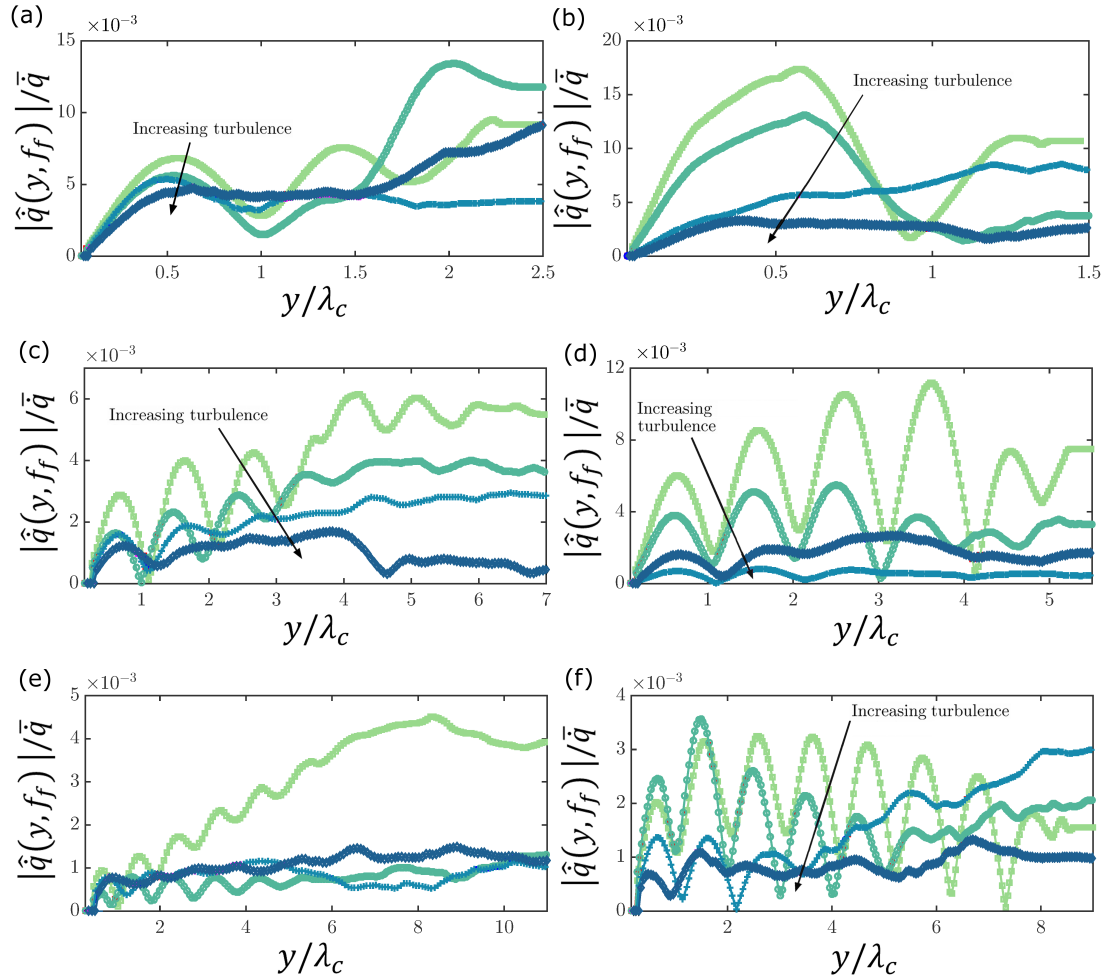 (a)
×10⁻³
15
10
5
0
|q̂̇(y, f_f)|/q̄̇
Increasing turbulence
0.5 1 1.5 2 2.5
y/λ_c
(b)
×10⁻³
20
15
10
5
0
|q̂̇(y, f_f)|/q̄̇
Increasing turbulence
0.5 1 1.5
y/λ_c
(c)
×10⁻³
6
4
2
0
|q̂̇(y, f_f)|/q̄̇
Increasing turbulence
1 2 3 4 5 6 7
y/λ_c
(d)
×10⁻³
12
8
4
0
|q̂̇(y, f_f)|/q̄̇
Increasing
turbulence
1 2 3 4 5
y/λ_c
(e)
×10⁻³
5
4
3
2
1
0
|q̂̇(y, f_f)|/q̄̇
2 4 6 8 10
y/λ_c
(f)
×10⁻³
4
3
2
1
0
|q̂̇(y, f_f)|/q̄̇
Increasing turbulence
2 4 6 8
y/λ_c